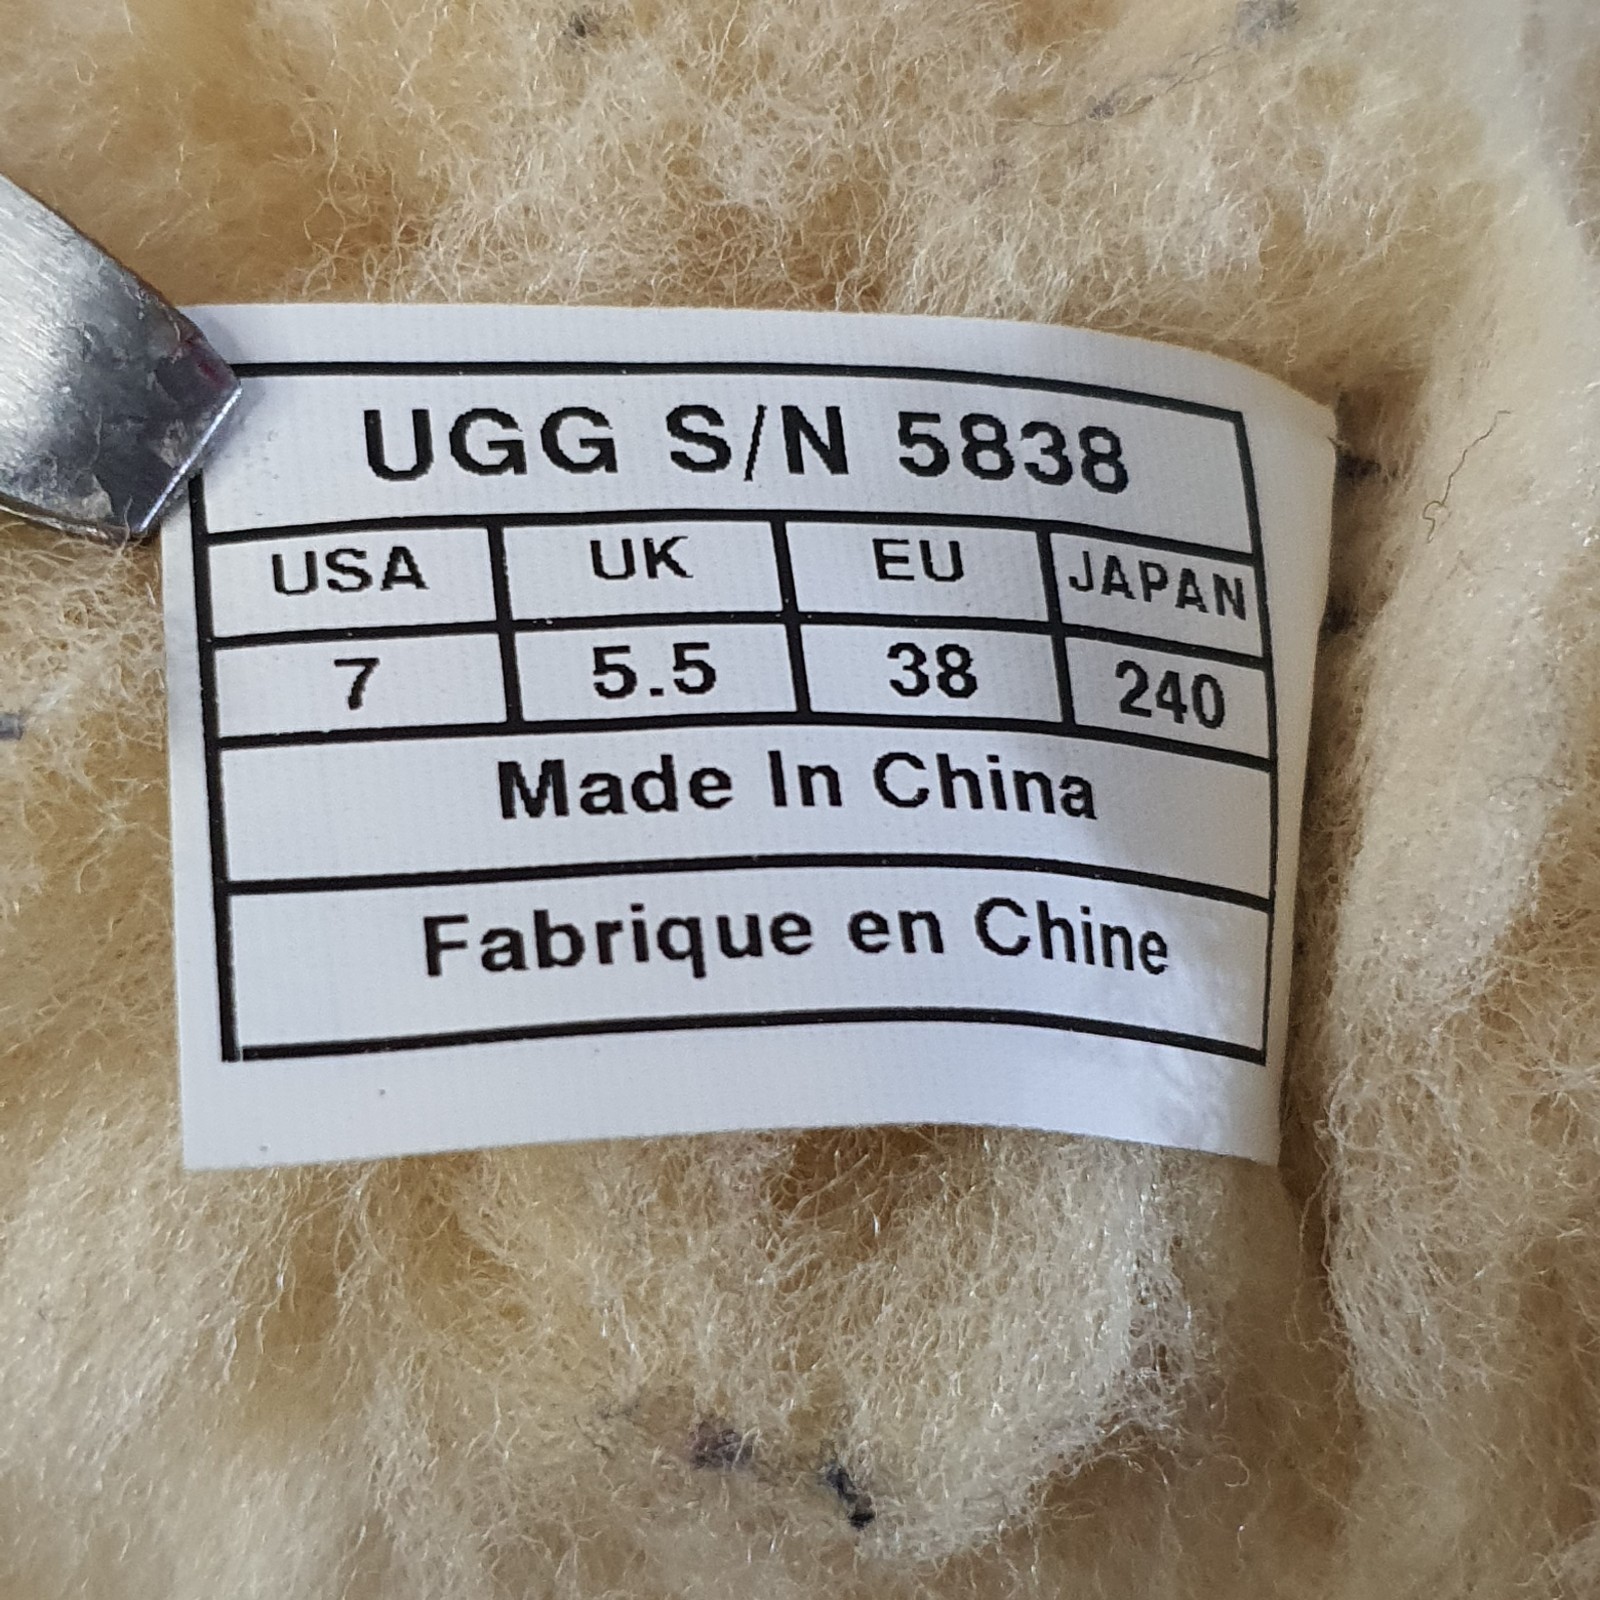 UGG S/N 5838
USA UK EU JAPAN
7 5.5 38 240
Made In China
Fabrique en Chine